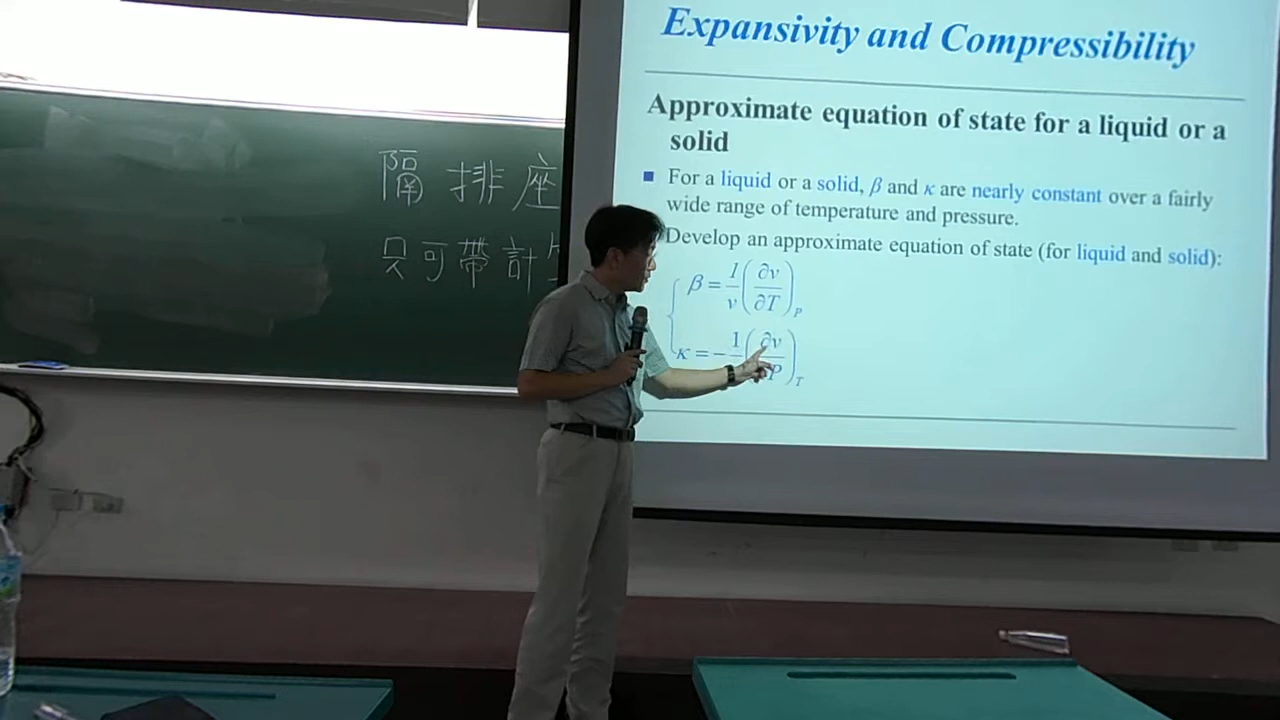 Expansivity and Compressibility
Approximate equation of state for a liquid or a
solid
For a liquid or a solid, β and κ are nearly constant over a fairly
wide range of temperature and pressure.
Develop an approximate equation of state (for liquid and solid):
β = 1/v (∂v/∂T)_P
κ = − 1 (∂v/∂P)_T
隔排座
只可帶計